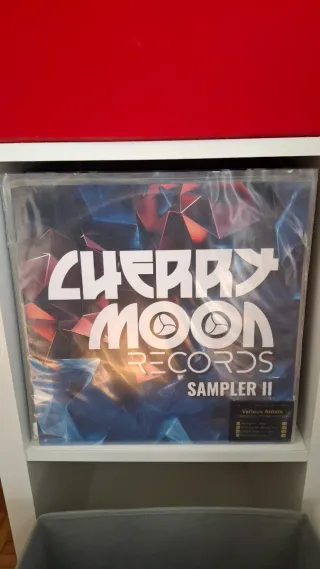 CHERRY
MOON
RECORDS
SAMPLER II
Various Artists